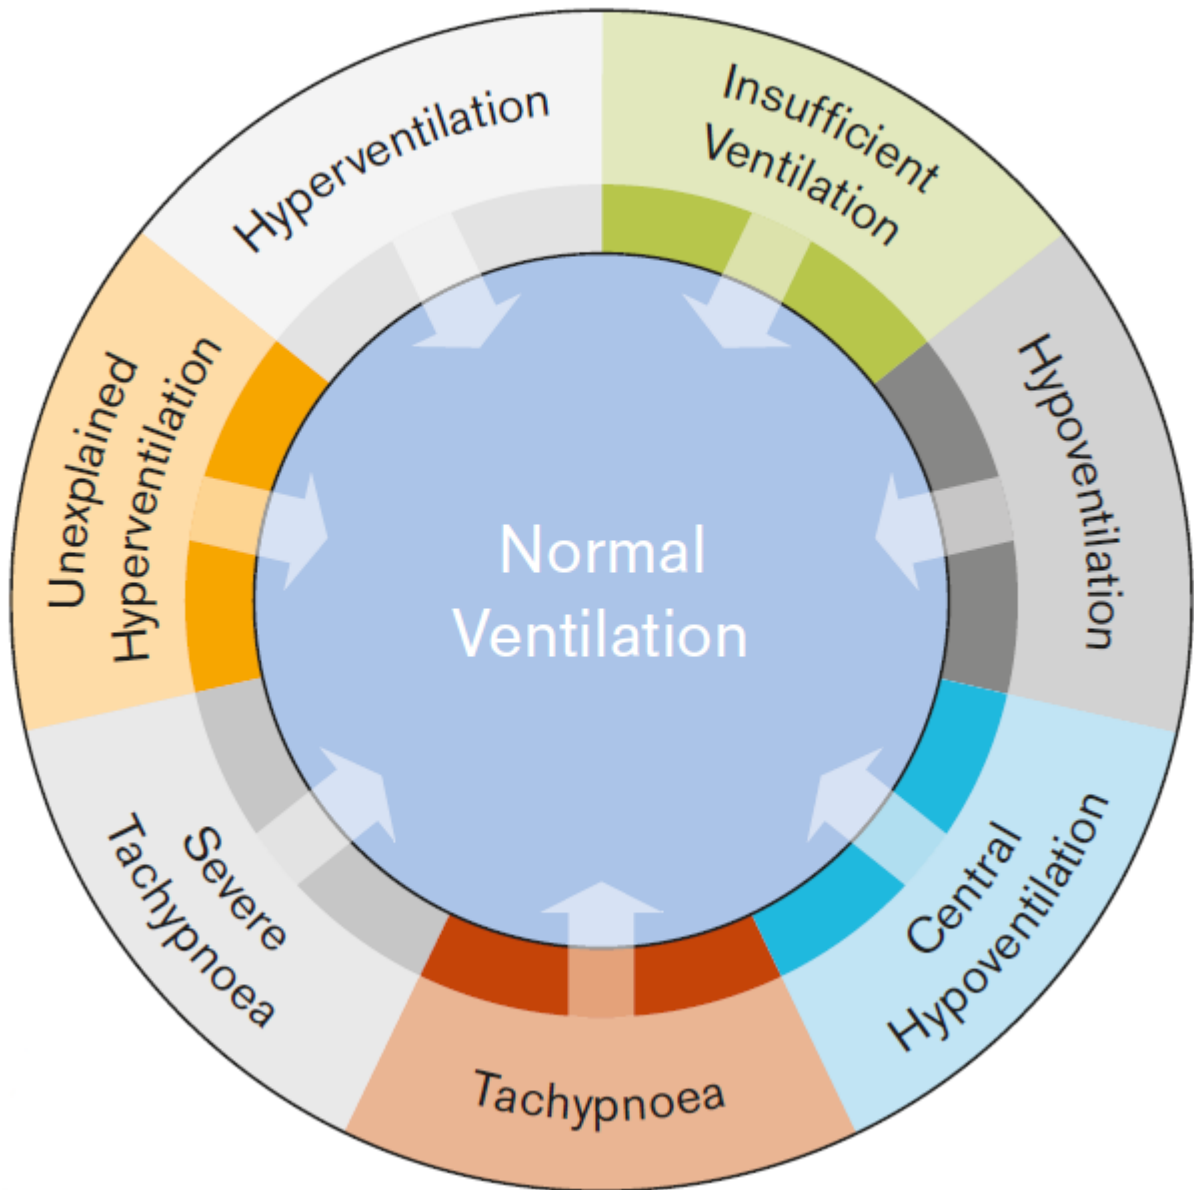 Insufficient
Ventilation
Hypoventilation
Central
Hypoventilation
Tachypnoea
Severe
Tachypnoea
Unexplained
Hyperventilation
Hyperventilation
Normal
Ventilation